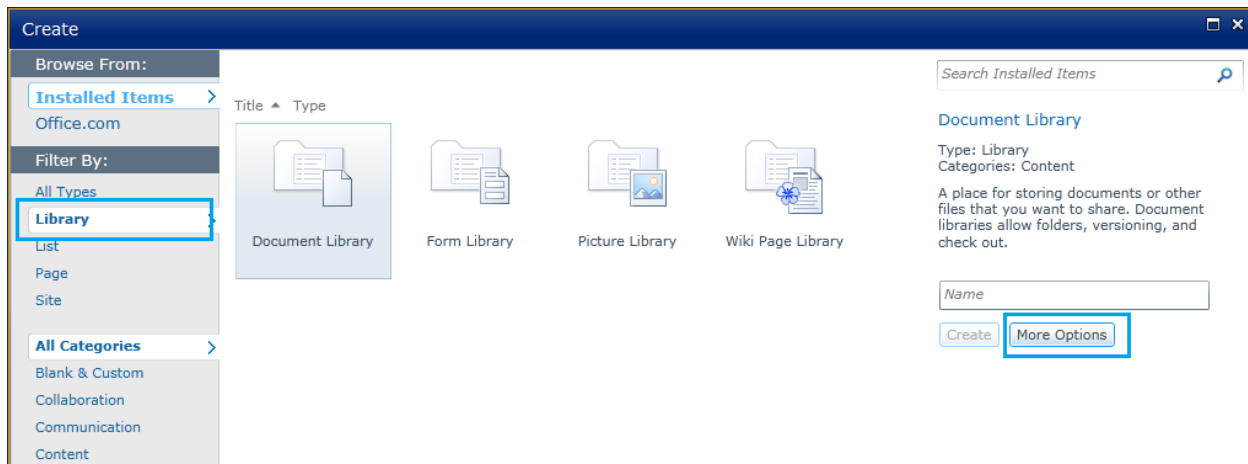 Create
Browse From:
Installed Items
Office.com
Filter By:
All Types
Library
List
Page
Site
All Categories
Blank & Custom
Collaboration
Communication
Content
Title Type
Document Library
Form Library
Picture Library
Wiki Page Library
Search Installed Items
Document Library
Type: Library
Categories: Content
A place for storing documents or other
files that you want to share. Document
libraries allow folders, versioning, and
check out.
Name
Create More Options